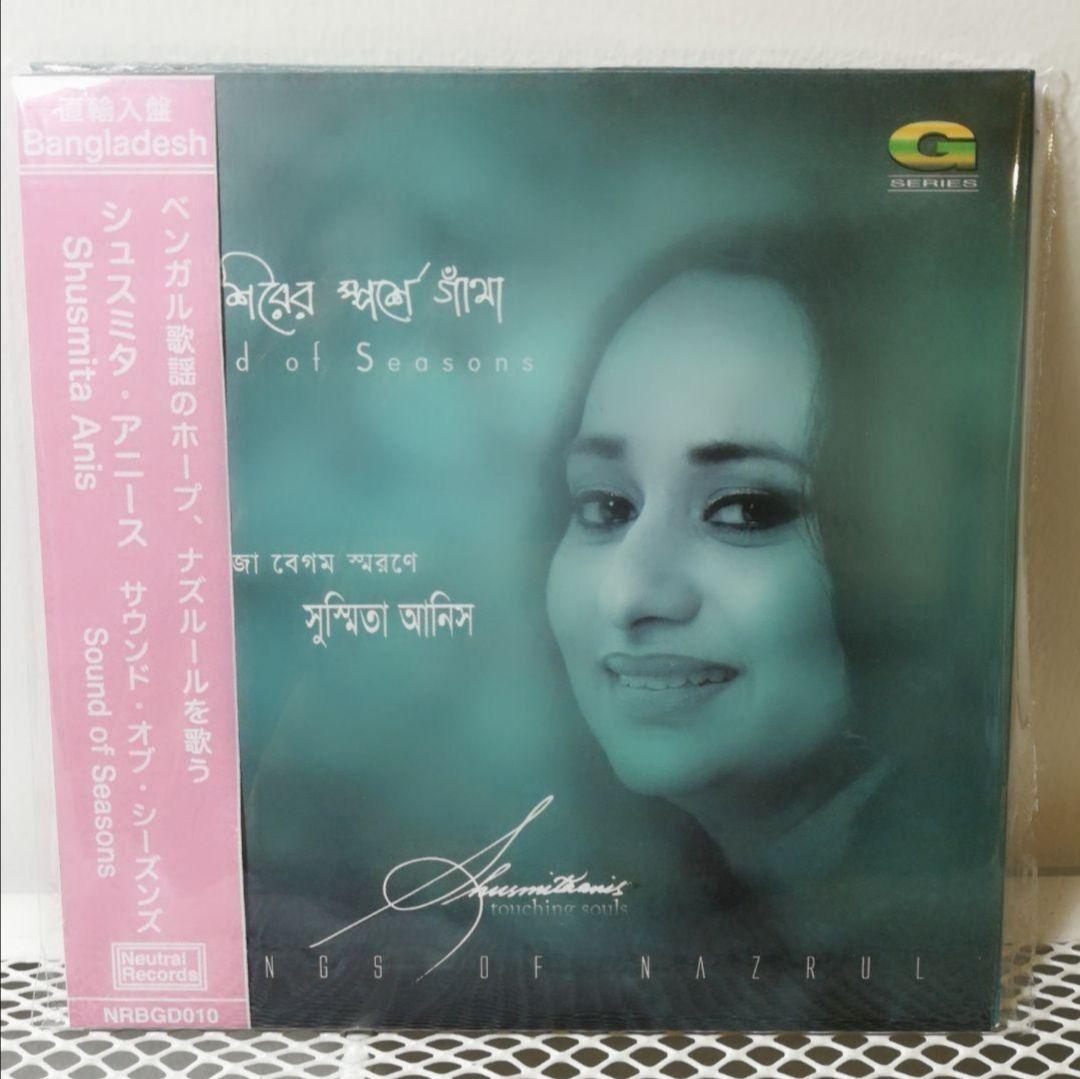 直輸入盤
Bangladesh
ベンガル歌謡のホープ、ナズルールを歌う
シュスミタ・アニース サウンド・オブ・シーズンズ
Shusmita Anis Sound of Seasons
Neutral
Records
NRBGD010
G
SERIES
শিরের স্পর্শে গাঁথা
d of Seasons
জা বেগম স্মরণে
সুস্মিতা আনিস
Shusmitaanis
touching souls
NGS OF NAZRUL